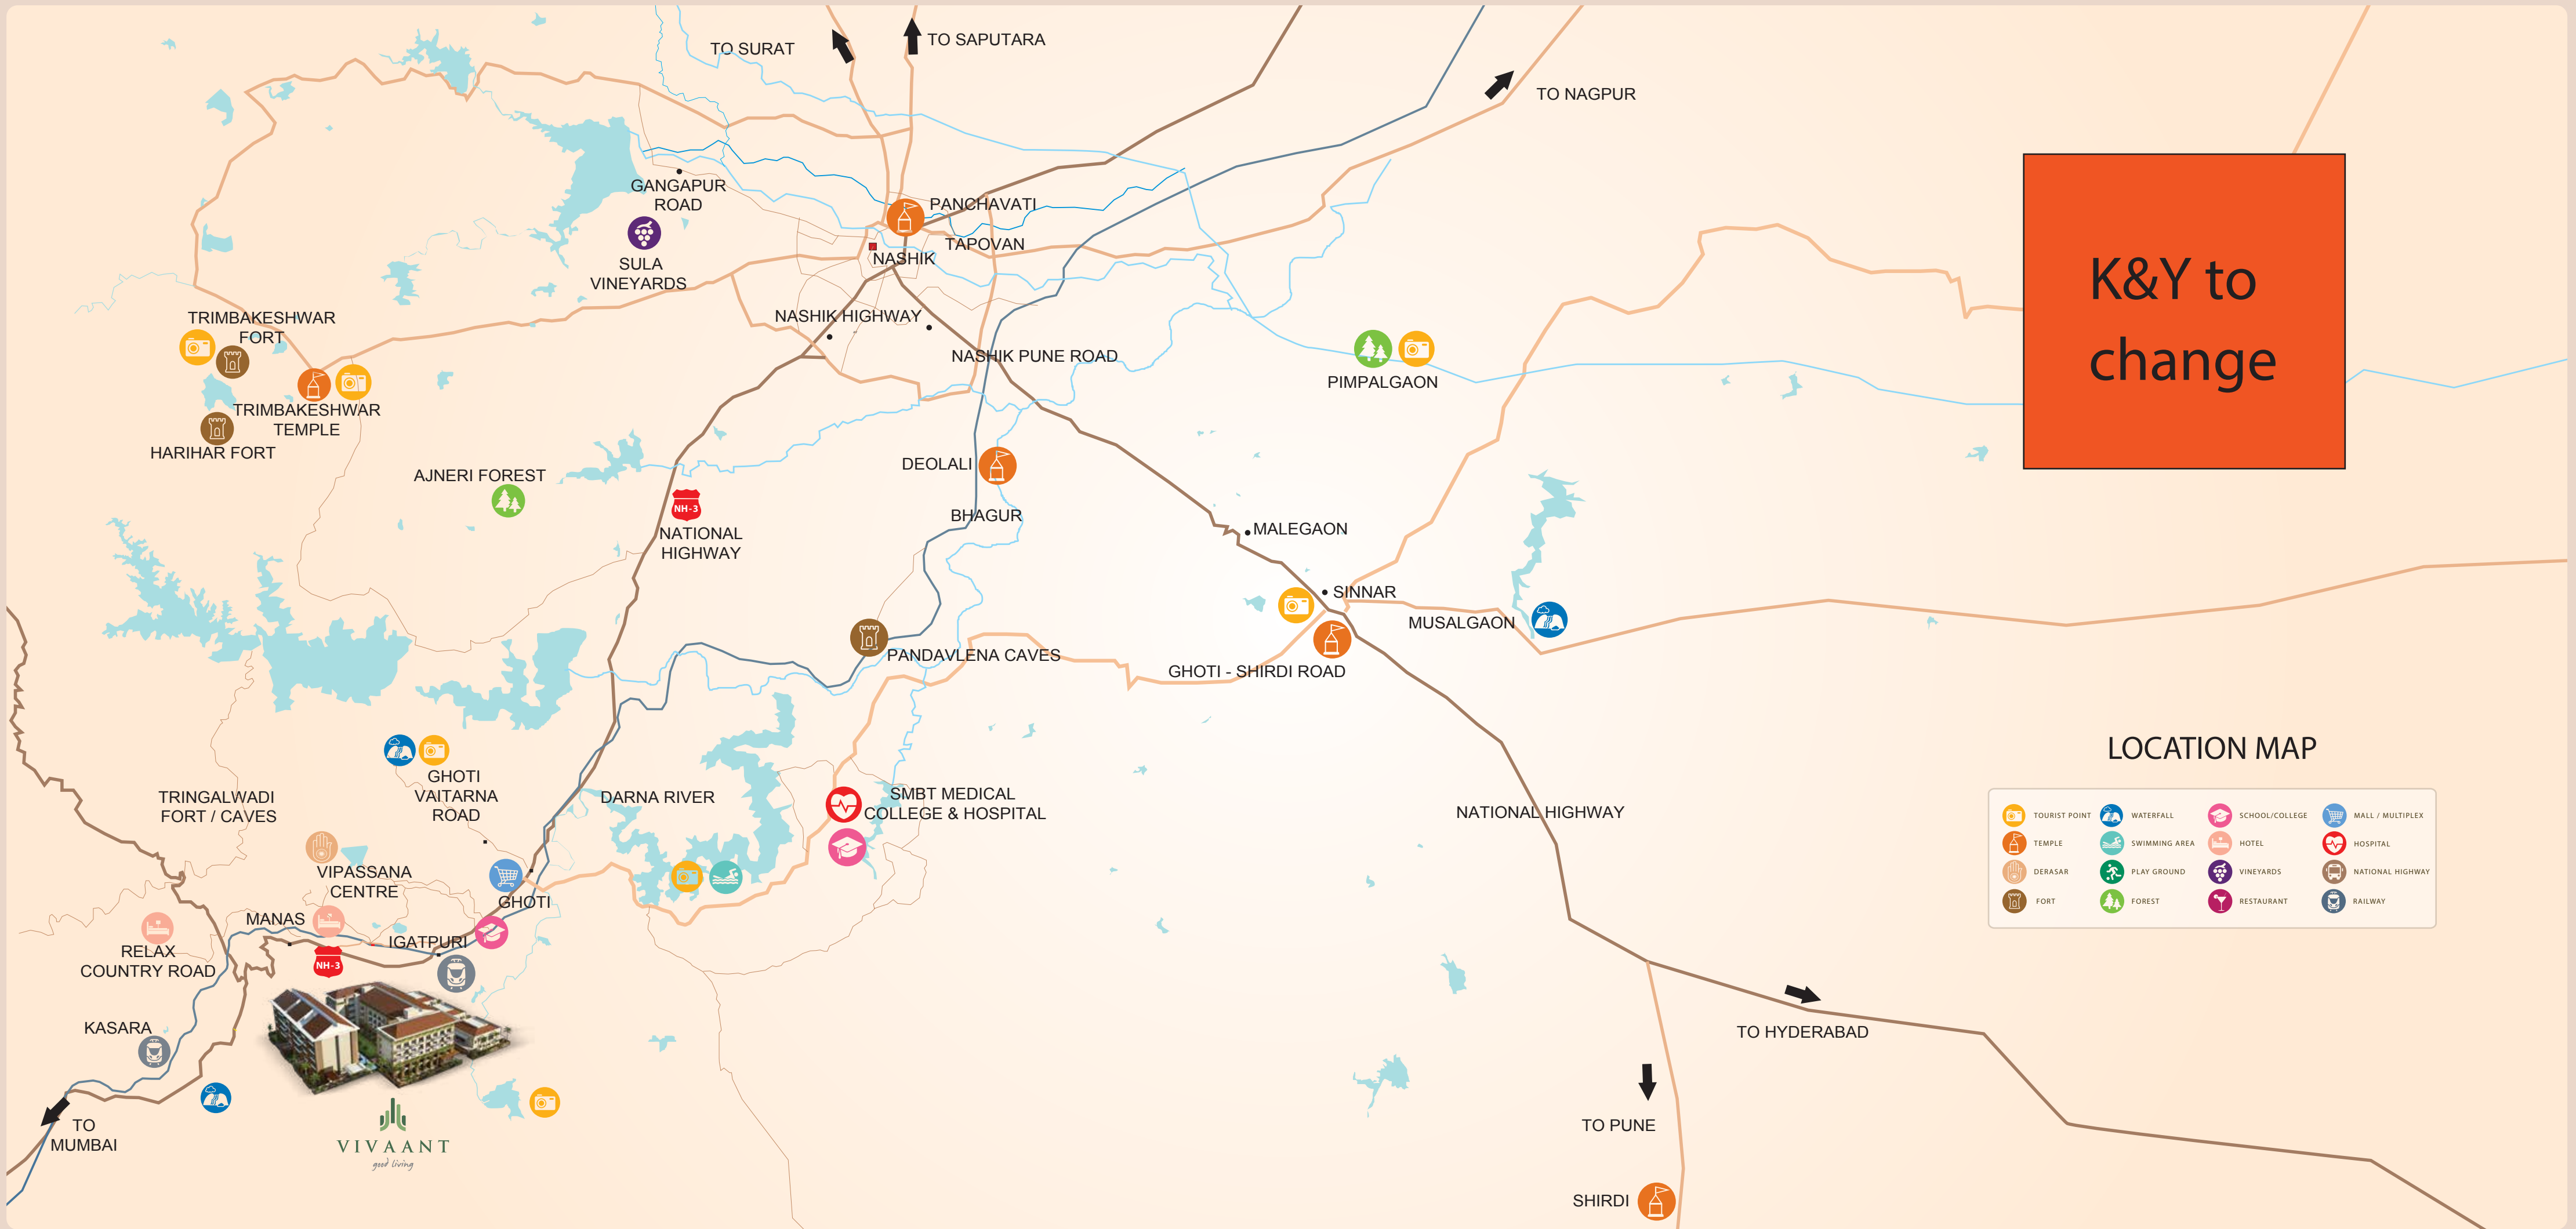 TO SURAT
TO SAPUTARA
TO NAGPUR
GANGAPUR
ROAD
PANCHAVATI
TAPOVAN
NASHIK
SULA
VINEYARDS
K&Y to
change
TRIMBAKESHWAR
FORT
NASHIK HIGHWAY
NASHIK PUNE ROAD
PIMPALGAON
TRIMBAKESHWAR
TEMPLE
HARIHAR FORT
AJNERI FOREST
DEOLALI
NH-3
NATIONAL
HIGHWAY
BHAGUR
MALEGAON
SINNAR
MUSALGAON
PANDAVLENA CAVES
GHOTI - SHIRDI ROAD
GHOTI
VAITARNA
ROAD
TRINGALWADI
FORT / CAVES
DARNA RIVER
SMBT MEDICAL
COLLEGE & HOSPITAL
NATIONAL HIGHWAY
LOCATION MAP
TOURIST POINT
WATERFALL
SCHOOL/COLLEGE
MALL / MULTIPLEX
TEMPLE
SWIMMING AREA
HOTEL
HOSPITAL
DERASAR
PLAY GROUND
VINEYARDS
NATIONAL HIGHWAY
FORT
FOREST
RESTAURANT
RAILWAY
VIPASSANA
CENTRE
GHOTI
MANAS
IGATPURI
RELAX
COUNTRY ROAD
NH-3
KASARA
TO HYDERABAD
TO
MUMBAI
VIVAANT
good living
TO PUNE
SHIRDI